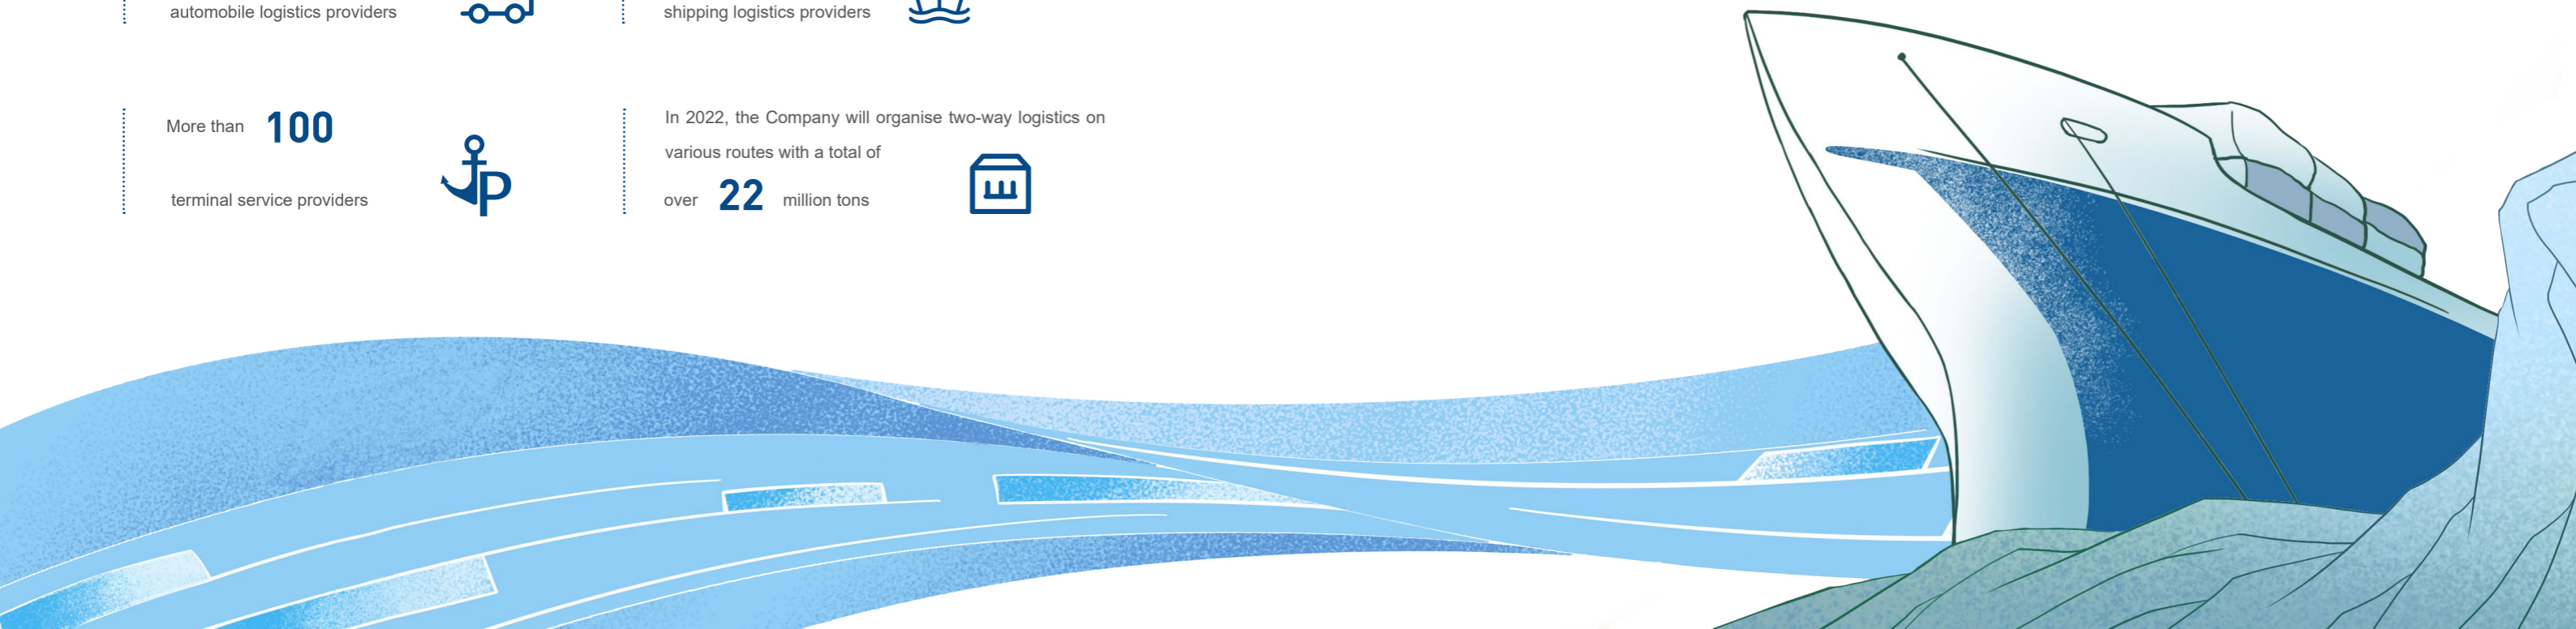 automobile logistics providers
shipping logistics providers
More than 100
terminal service providers
In 2022, the Company will organise two-way logistics on
various routes with a total of
over 22 million tons